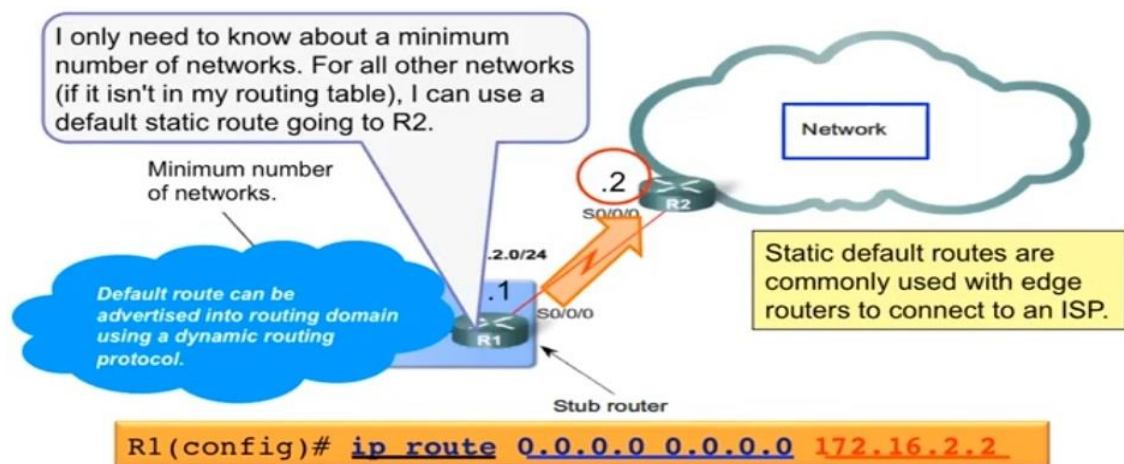 I only need to know about a minimum
number of networks. For all other networks
(if it isn't in my routing table), I can use a
default static route going to R2.
Minimum number
of networks.
Network
.2
S0/0/0
R2
.2.0/24
.1
S0/0/0
R1
Default route can be
advertised into routing domain
using a dynamic routing
protocol.
Static default routes are
commonly used with edge
routers to connect to an ISP.
Stub router
R1(config)# ip route 0.0.0.0 0.0.0.0 172.16.2.2